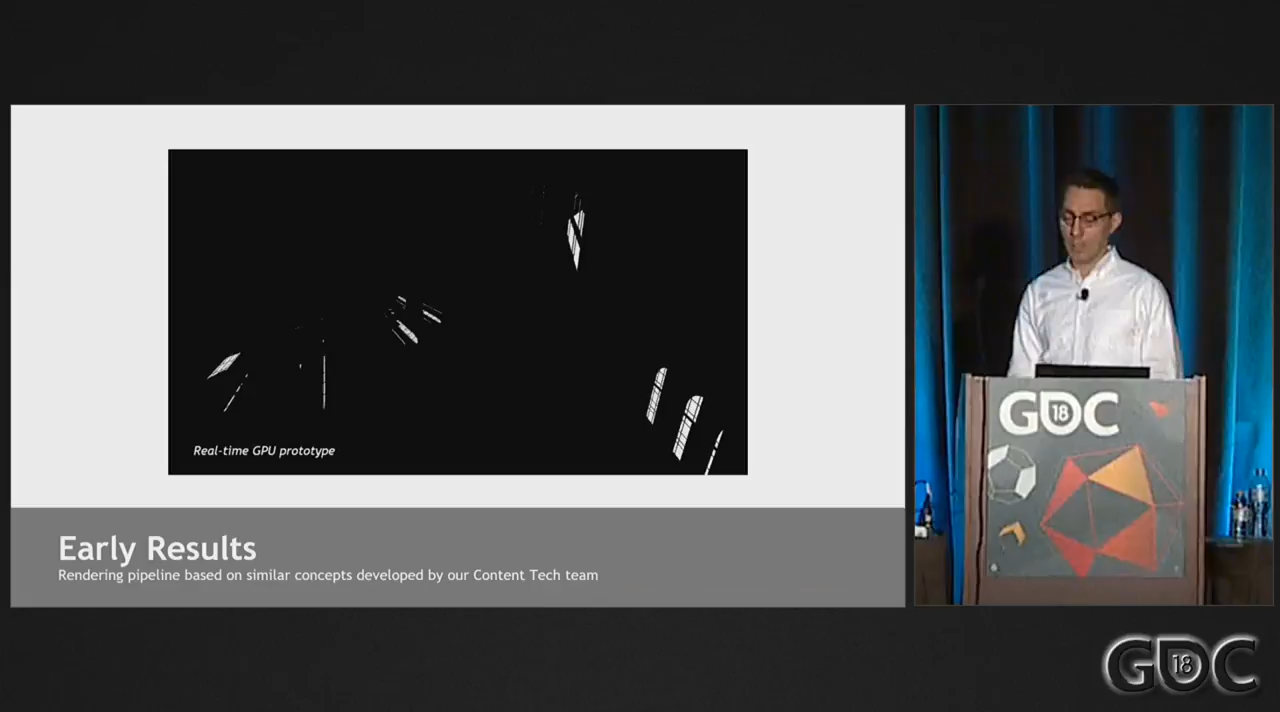 Real-time GPU prototype
Early Results
Rendering pipeline based on similar concepts developed by our Content Tech team
GDC 18
GDC 18